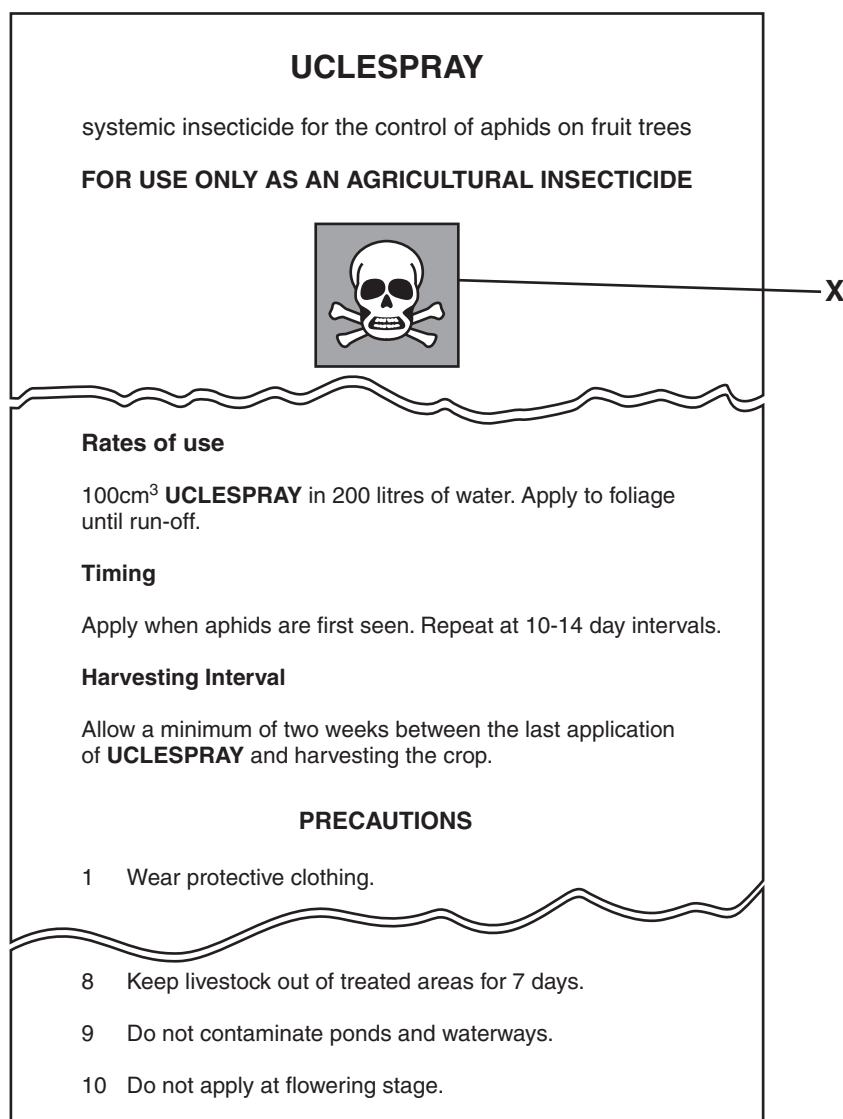 UCLESPRAY
systemic insecticide for the control of aphids on fruit trees
FOR USE ONLY AS AN AGRICULTURAL INSECTICIDE
X
Rates of use
100cm³ UCLESPRAY in 200 litres of water. Apply to foliage
until run-off.
Timing
Apply when aphids are first seen. Repeat at 10-14 day intervals.
Harvesting Interval
Allow a minimum of two weeks between the last application
of UCLESPRAY and harvesting the crop.
PRECAUTIONS
1 Wear protective clothing.
8 Keep livestock out of treated areas for 7 days.
9 Do not contaminate ponds and waterways.
10 Do not apply at flowering stage.